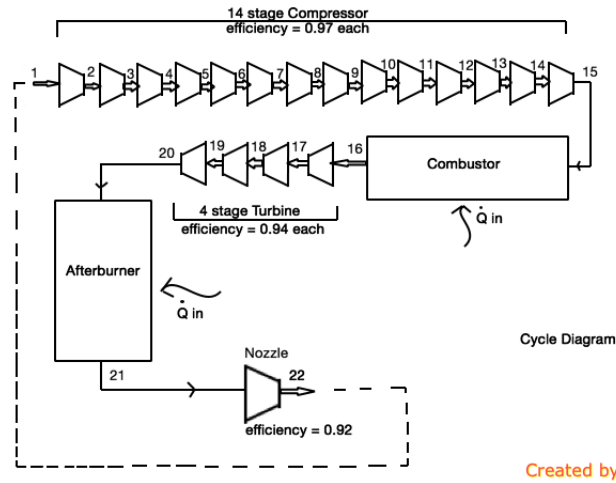 14 stage Compressor
efficiency = 0.97 each
1 2 3 4 5 6 7 8 9 10 11 12 13 14 15
20 19 18 17 16
Combustor
4 stage Turbine
efficiency = 0.94 each
Q̇ in
Afterburner
Q̇ in
Cycle Diagram
Nozzle
21 22
efficiency = 0.92
Created by